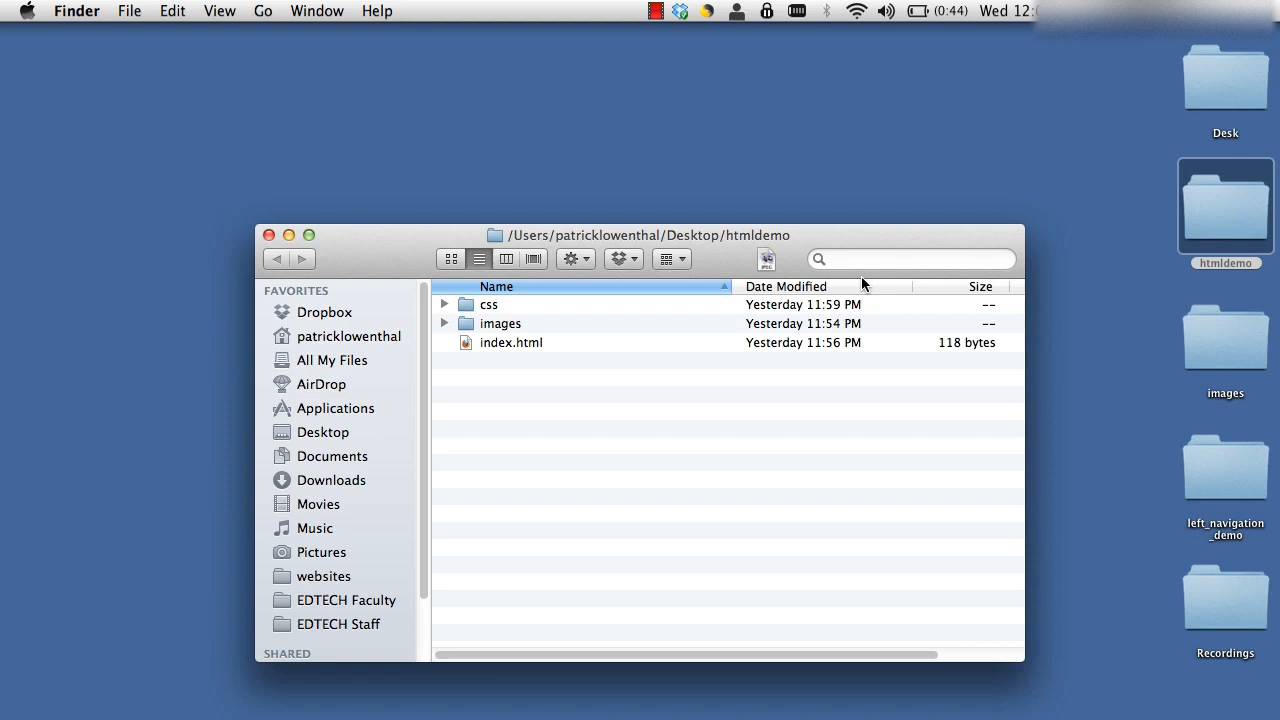 Finder File Edit View Go Window Help (0:44) Wed
Desk
htmldemo
images
left_navigation
_demo
Recordings
/Users/patricklowenthal/Desktop/htmldemo
JPEG
FAVORITES
Dropbox
patricklowenthal
All My Files
AirDrop
Applications
Desktop
Documents
Downloads
Movies
Music
Pictures
websites
EDTECH Faculty
EDTECH Staff
SHARED
Name Date Modified Size
css Yesterday 11:59 PM --
images Yesterday 11:54 PM --
index.html Yesterday 11:56 PM 118 bytes